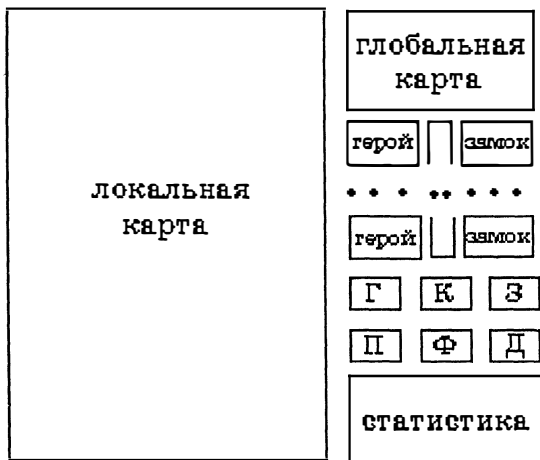 локальная
карта
глобальная
карта
герой
замок
герой
замок
Г К З
П Ф Д
статистика